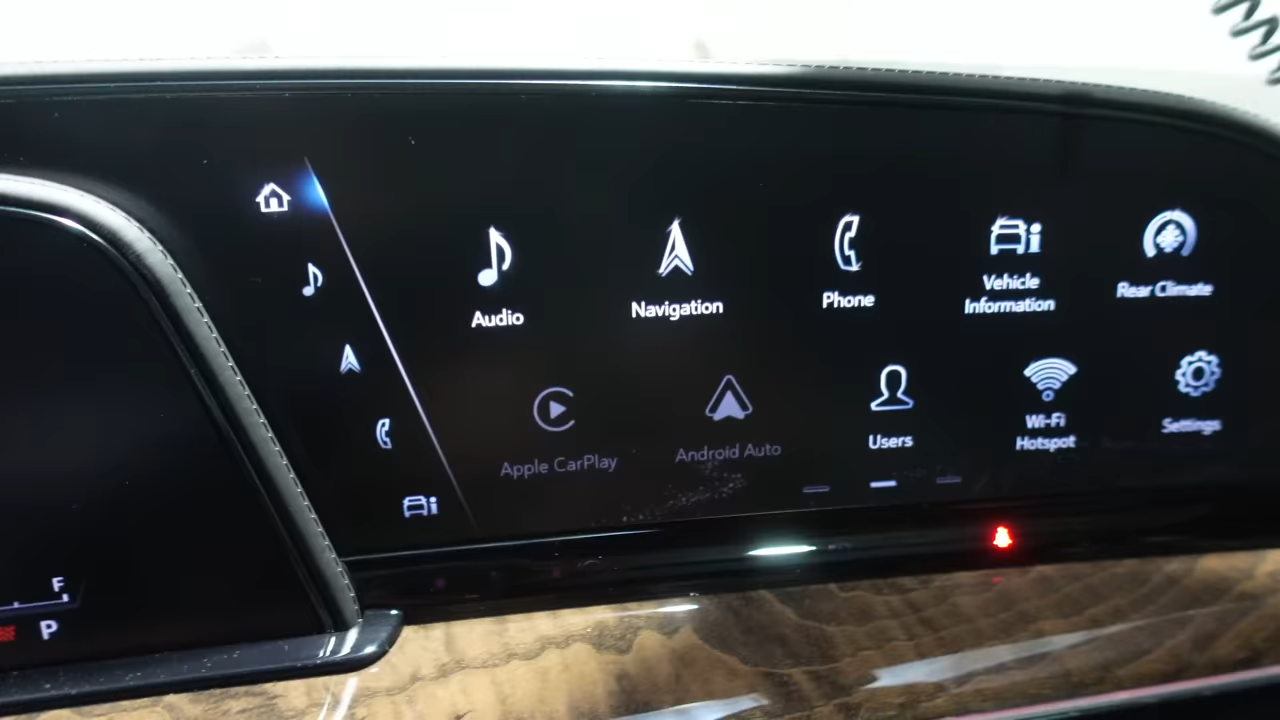 Audio
Navigation
Phone
Vehicle
Information
Rear Climate
Apple CarPlay
Android Auto
Users
Wi-Fi
Hotspot
Settings
F
P